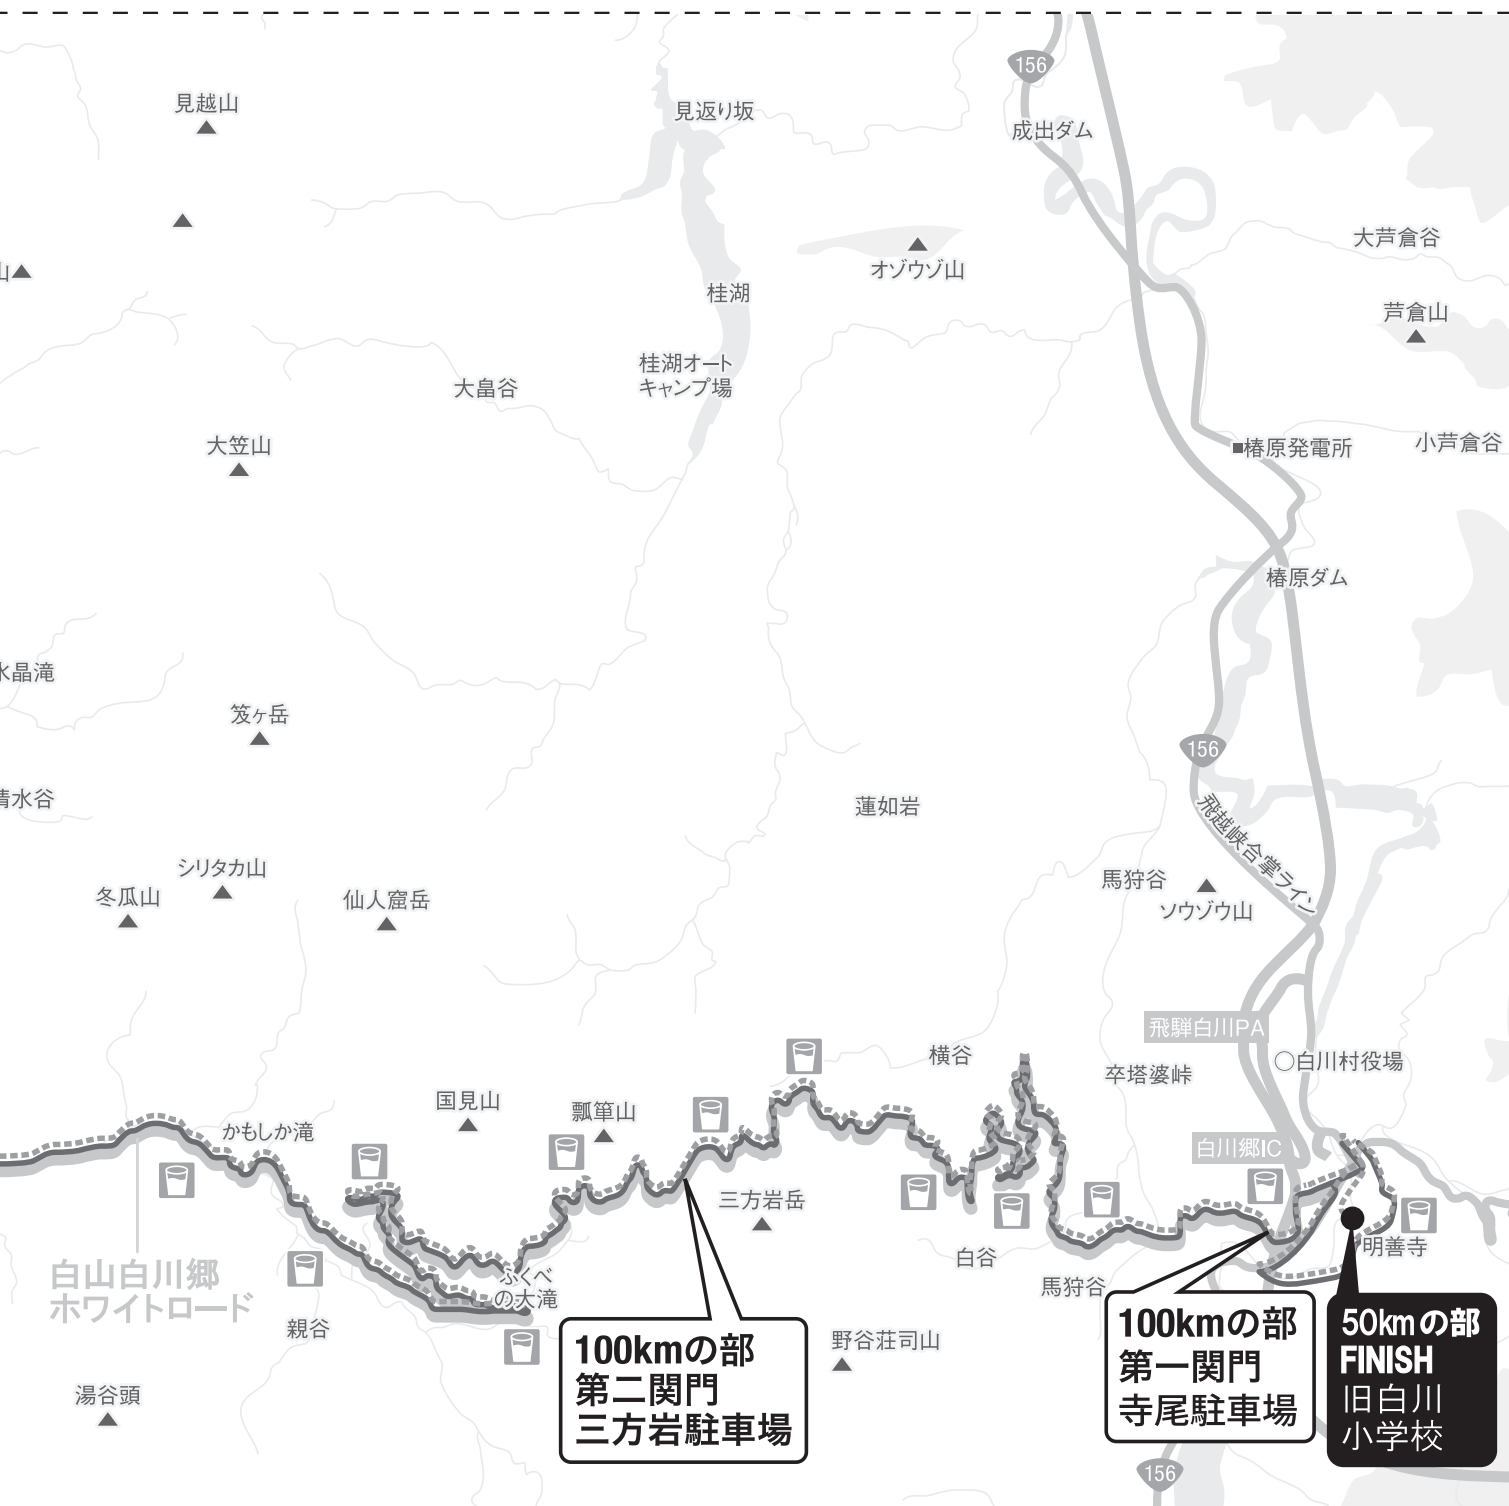 156
見越山
見返り坂
成出ダム
大芦倉谷
オゾウゾ山
山
桂湖
芦倉山
桂湖オート
キャンプ場
大畠谷
大笠山
椿原発電所
小芦倉谷
椿原ダム
水晶滝
笈ヶ岳
156
清水谷
蓮如岩
飛越峡合掌ライン
シリタカ山
冬瓜山
仙人窟岳
馬狩谷
ソウゾウ山
飛騨白川PA
横谷
白川村役場
卒塔婆峠
国見山
瓢箪山
かもしか滝
白川郷IC
三方岩岳
明善寺
白谷
白山白川郷
ホワイトロード
ふくべ
の大滝
馬狩谷
親谷
100kmの部
第二関門
三方岩駐車場
野谷荘司山
100kmの部
第一関門
寺尾駐車場
50kmの部
FINISH
旧白川
小学校
湯谷頭
156